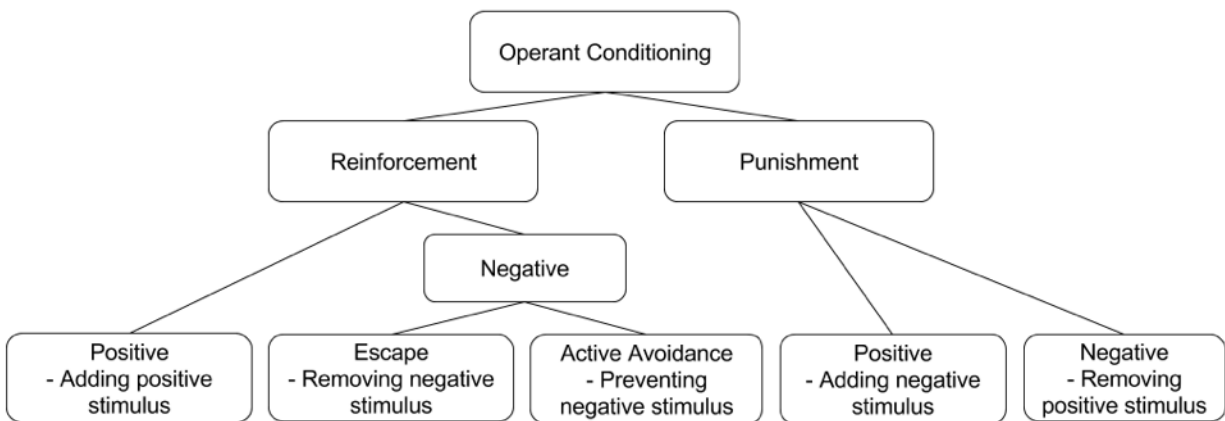 Operant Conditioning
Reinforcement
Punishment
Negative
Positive
- Adding positive
stimulus
Escape
- Removing negative
stimulus
Active Avoidance
- Preventing
negative stimulus
Positive
- Adding negative
stimulus
Negative
- Removing
positive stimulus